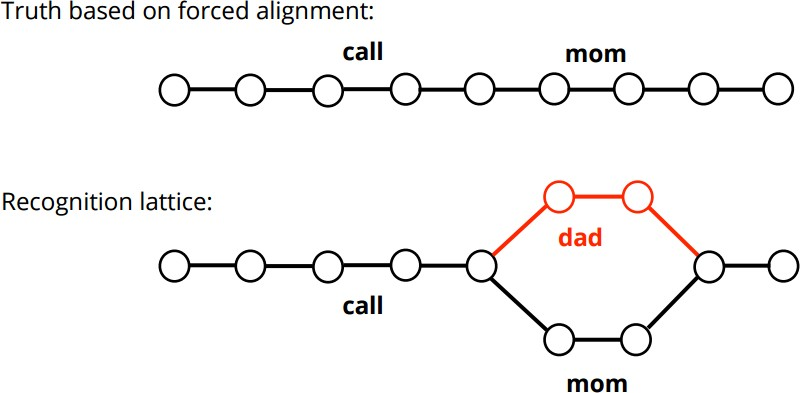 Truth based on forced alignment:
call mom
Recognition lattice:
dad
call
mom